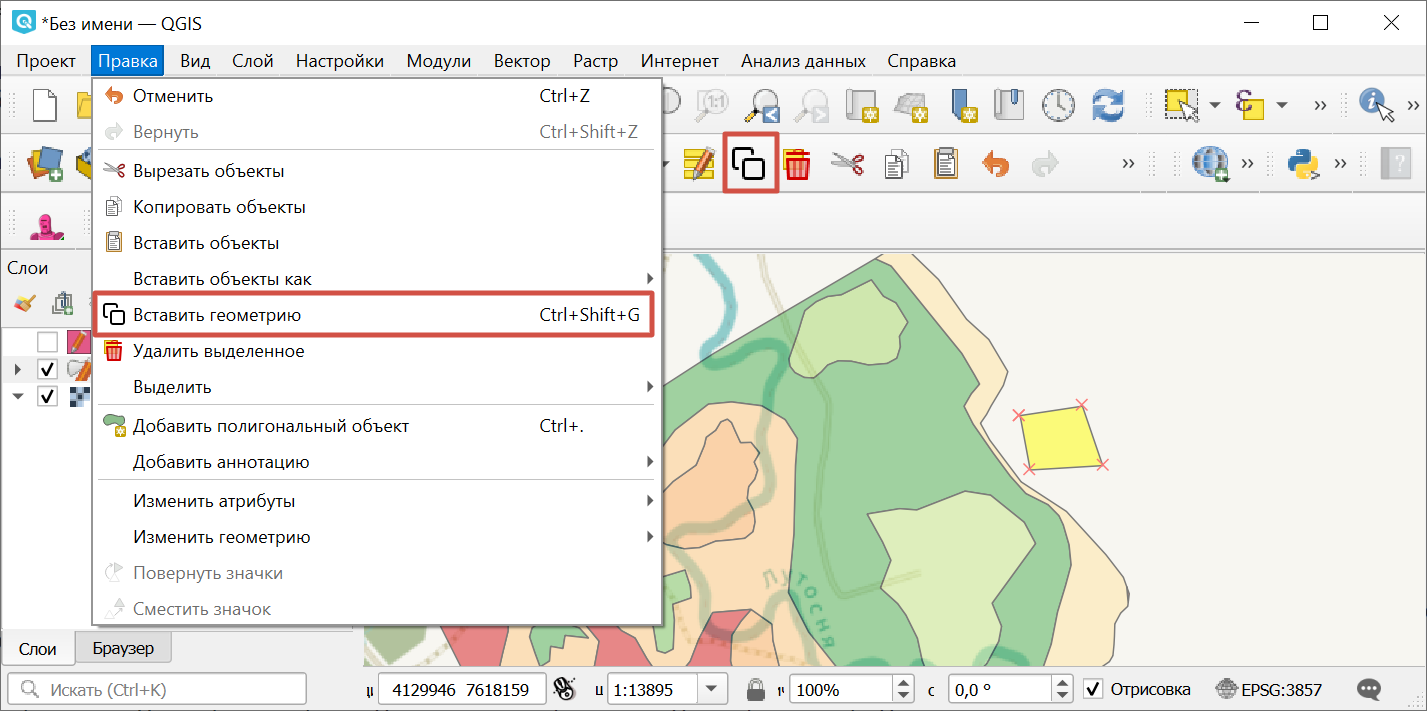 *Без имени — QGIS
Проект Правка Вид Слой Настройки Модули Вектор Растр Интернет Анализ данных Справка
Отменить Ctrl+Z
Вернуть Ctrl+Shift+Z
Вырезать объекты
Копировать объекты
Вставить объекты
Вставить объекты как
Вставить геометрию Ctrl+Shift+G
Удалить выделенное
Выделить
Добавить полигональный объект Ctrl+.
Добавить аннотацию
Изменить атрибуты
Изменить геометрию
Повернуть значки
Сместить значок
1:1
Слои
Лутосня
Слои Браузер
Искать (Ctrl+K) 4129946 7618159 1:13895 100% 0,0 ° Отрисовка EPSG:3857